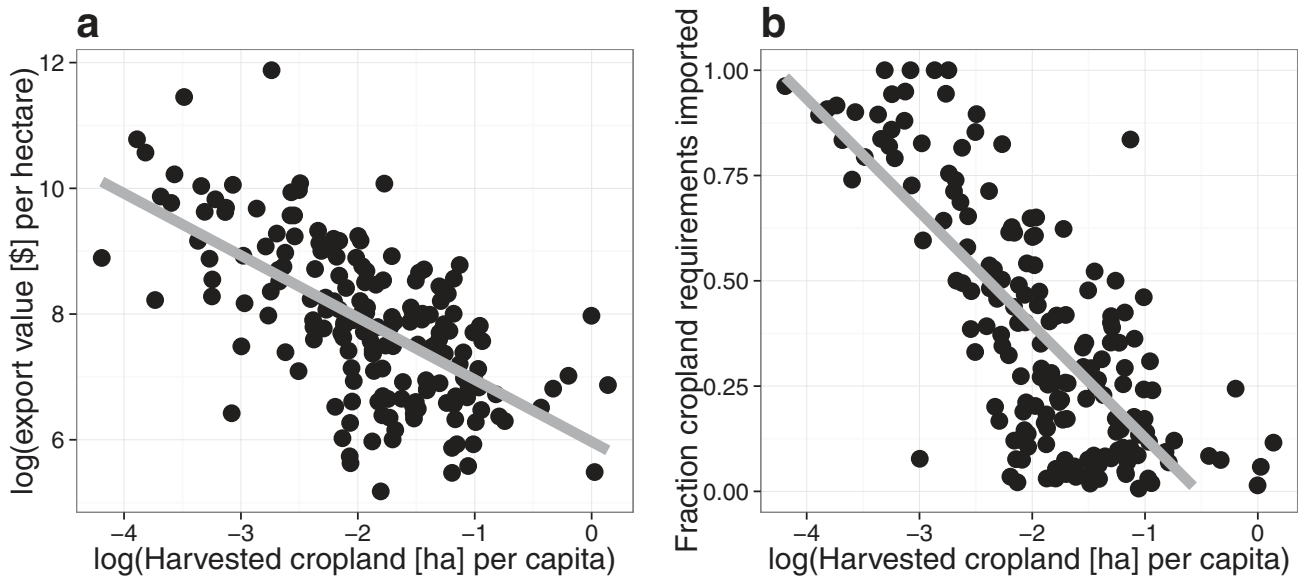 a
log(export value [$] per hectare)
12
10
8
6
−4 −3 −2 −1 0
log(Harvested cropland [ha] per capita)
b
Fraction cropland requirements imported
1.00
0.75
0.50
0.25
0.00
−4 −3 −2 −1 0
log(Harvested cropland [ha] per capita)